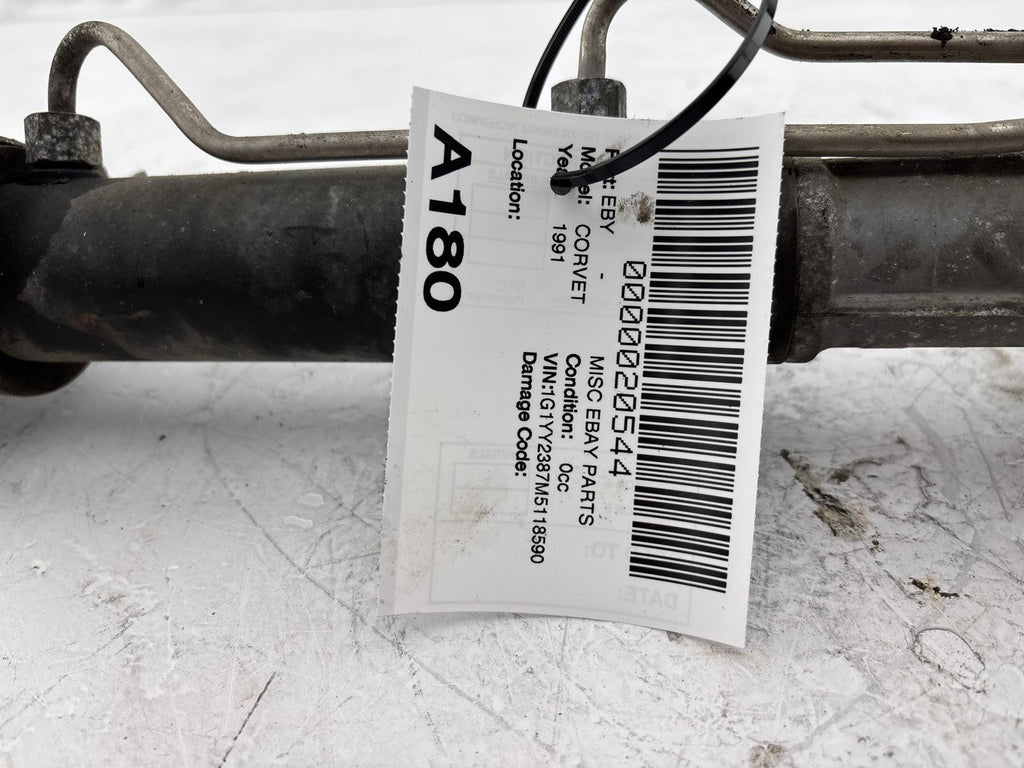 0000020544
Part: EBY - MISC EBAY PARTS
Model: CORVET Condition: 0cc
Year 1991 VIN:1G1YY2387M5118590
Location: Damage Code:
A180
DATE: